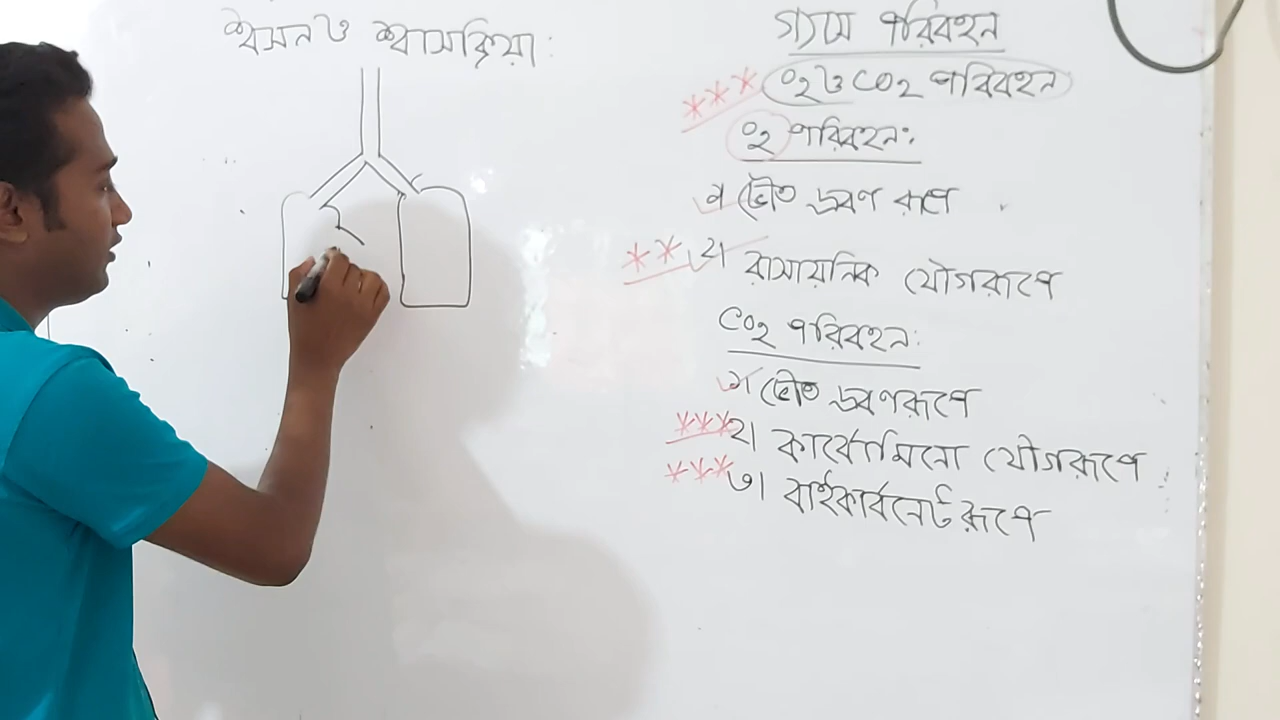 শ্বসন ও শ্বাসক্রিয়া:
গ্যাস পরিবহন
*** O₂ ও CO₂ পরিবহন
O₂ পরিবহন:
১। ভৌত দ্রবণ রূপে
** ২। রাসায়নিক যৌগরূপে
CO₂ পরিবহন:
১। ভৌত দ্রবণরূপে
*** ২। কার্বোমিনো যৌগরূপে
*** ৩। বাইকার্বনেট রূপে